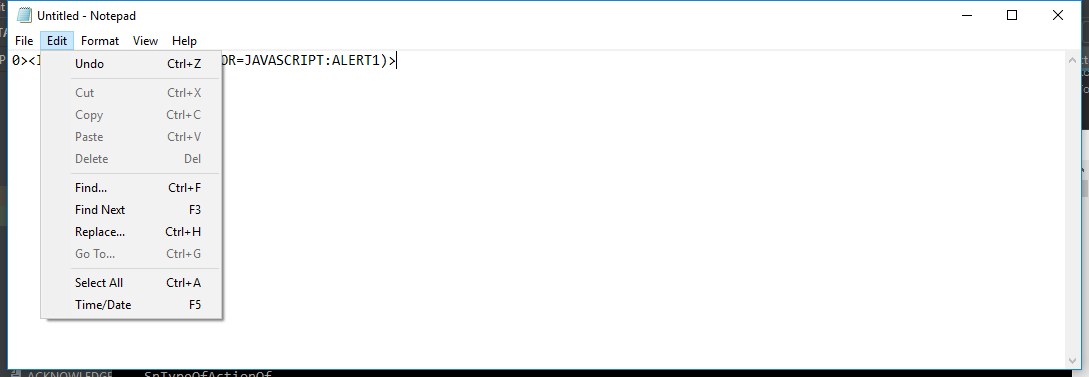 Untitled - Notepad
File Edit Format View Help
0><I OR=JAVASCRIPT:ALERT1)>
Undo Ctrl+Z
Cut Ctrl+X
Copy Ctrl+C
Paste Ctrl+V
Delete Del
Find... Ctrl+F
Find Next F3
Replace... Ctrl+H
Go To... Ctrl+G
Select All Ctrl+A
Time/Date F5
ACKNOWLEDGE SnTypeOfActionOf